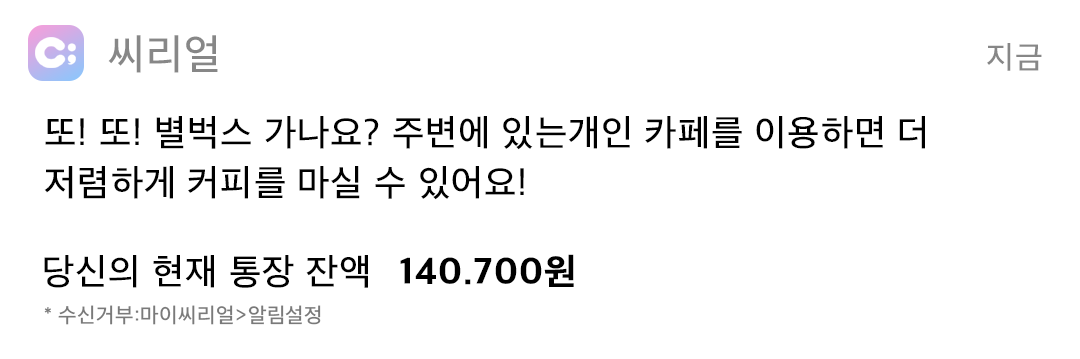 C; 씨리얼 지금
또! 또! 별벅스 가나요? 주변에 있는개인 카페를 이용하면 더
저렴하게 커피를 마실 수 있어요!
당신의 현재 통장 잔액 140.700원
* 수신거부:마이씨리얼>알림설정